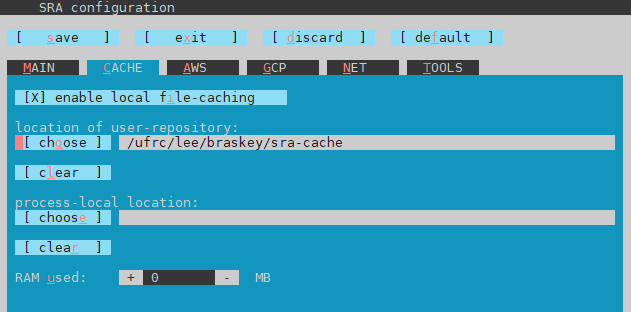 SRA configuration
[ save ] [ exit ] [ discard ] [ default ]
MAIN CACHE AWS GCP NET TOOLS
[X] enable local file-caching
location of user-repository:
[ choose ] /ufrc/lee/braskey/sra-cache
[ clear ]
process-local location:
[ choose ]
[ clear ]
RAM used: + 0 - MB